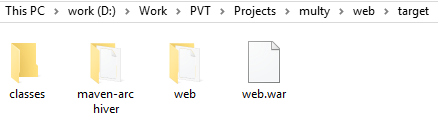 This PC > work (D:) > Work > PVT > Projects > multy > web > target
classes
maven-arc
hiver
web
web.war